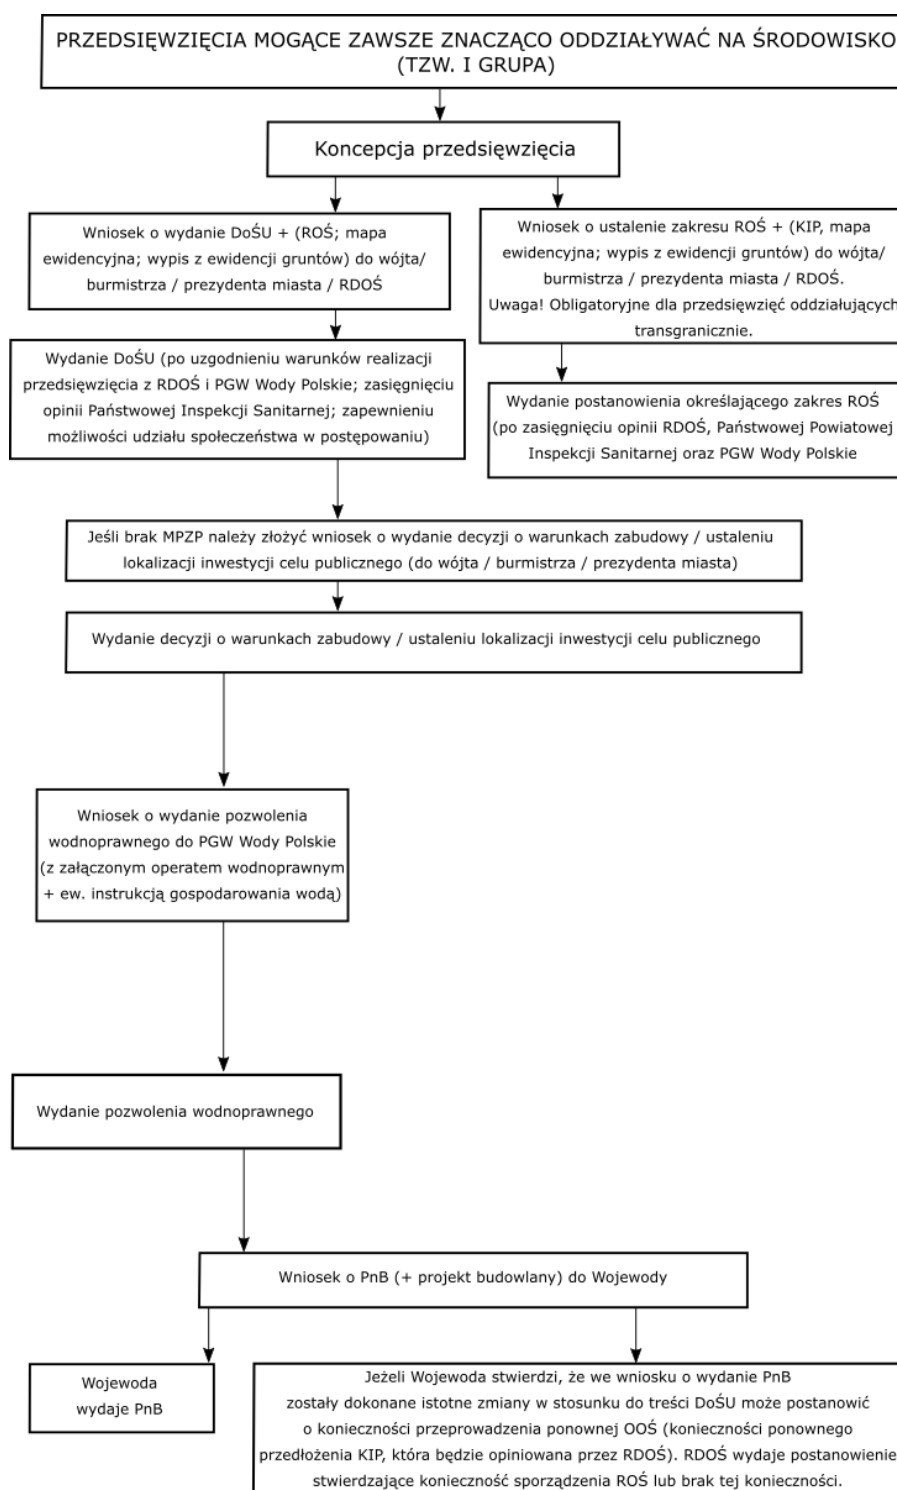 PRZEDSIĘWZIĘCIA MOGĄCE ZAWSZE ZNACZĄCO ODDZIAŁYWAĆ NA ŚRODOWISKO
(TZW. I GRUPA)
Koncepcja przedsięwzięcia
Wniosek o wydanie DoŚU + (ROŚ; mapa
ewidencyjna; wypis z ewidencji gruntów) do wójta/
burmistrza / prezydenta miasta / RDOŚ
Wniosek o ustalenie zakresu ROŚ + (KIP, mapa
ewidencyjna; wypis z ewidencji gruntów) do wójta/
burmistrza / prezydenta miasta / RDOŚ.
Uwaga! Obligatoryjne dla przedsięwzięć oddziałujących
transgranicznie.
Wydanie DoŚU (po uzgodnieniu warunków realizacji
przedsięwzięcia z RDOŚ i PGW Wody Polskie; zasięgnięciu
opinii Państwowej Inspekcji Sanitarnej; zapewnieniu
możliwości udziału społeczeństwa w postępowaniu)
Wydanie postanowienia określającego zakres ROŚ
(po zasięgnięciu opinii RDOŚ, Państwowej Powiatowej
Inspekcji Sanitarnej oraz PGW Wody Polskie
Jeśli brak MPZP należy złożyć wniosek o wydanie decyzji o warunkach zabudowy / ustaleniu
lokalizacji inwestycji celu publicznego (do wójta / burmistrza / prezydenta miasta)
Wydanie decyzji o warunkach zabudowy / ustaleniu lokalizacji inwestycji celu publicznego
Wniosek o wydanie pozwolenia
wodnoprawnego do PGW Wody Polskie
(z załączonym operatem wodnoprawnym
+ ew. instrukcją gospodarowania wodą)
Wydanie pozwolenia wodnoprawnego
Wniosek o PnB (+ projekt budowlany) do Wojewody
Wojewoda
wydaje PnB
Jeżeli Wojewoda stwierdzi, że we wniosku o wydanie PnB
zostały dokonane istotne zmiany w stosunku do treści DoŚU może postanowić
o konieczności przeprowadzenia ponownej OOŚ (konieczności ponownego
przedłożenia KIP, która będzie opiniowana przez RDOŚ). RDOŚ wydaje postanowienie
stwierdzające konieczność sporządzenia ROŚ lub brak tej konieczności.